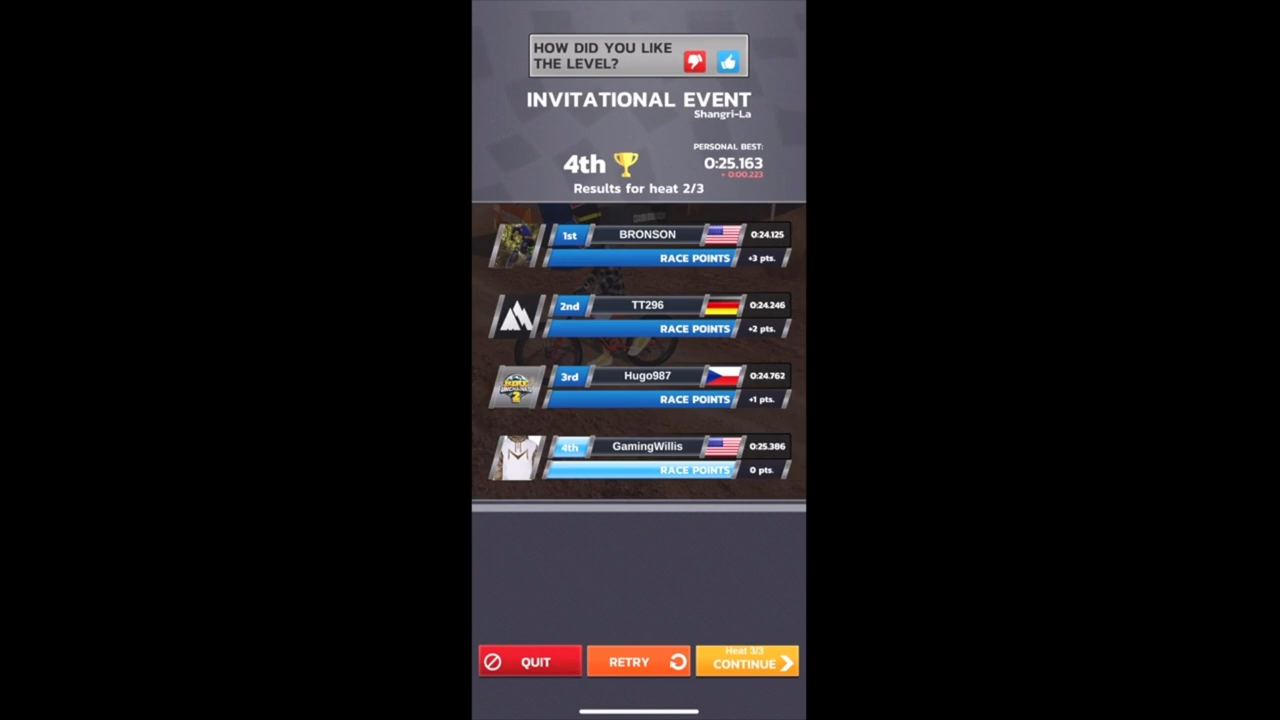 HOW DID YOU LIKE
THE LEVEL?
INVITATIONAL EVENT
Shangri-La
PERSONAL BEST:
4th
0:25.163
+ 0:00.223
Results for heat 2/3
1st BRONSON 0:24.125
RACE POINTS +3 pts.
2nd TT296 0:24.246
RACE POINTS +2 pts.
3rd Hugo987 0:24.762
RACE POINTS +1 pts.
4th GamingWillis 0:25.386
RACE POINTS 0 pts.
QUIT
RETRY
Heat 3/3
CONTINUE